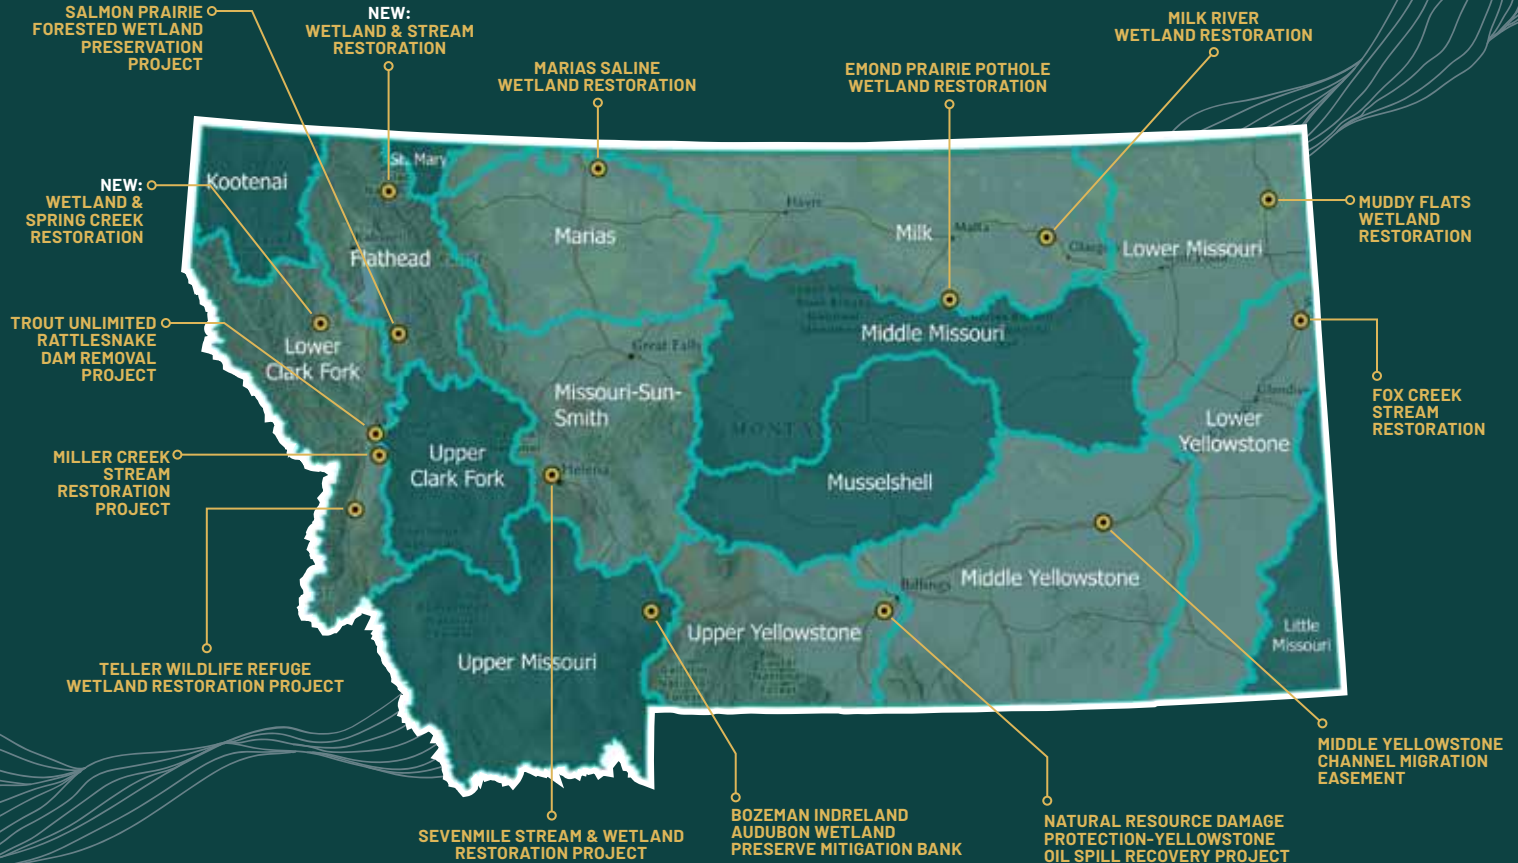 SALMON PRAIRIE
FORESTED WETLAND
PRESERVATION
PROJECT
NEW:
WETLAND & STREAM
RESTORATION
MARIAS SALINE
WETLAND RESTORATION
EMOND PRAIRIE POTHOLE
WETLAND RESTORATION
MILK RIVER
WETLAND RESTORATION
NEW:
WETLAND &
SPRING CREEK
RESTORATION
TROUT UNLIMITED
RATTLESNAKE
DAM REMOVAL
PROJECT
MILLER CREEK
STREAM
RESTORATION
PROJECT
TELLER WILDLIFE REFUGE
WETLAND RESTORATION PROJECT
Kootenai
St. Mary
Flathead
Marias
Havre
Milk
Malta
Lower Missouri
Lower
Clark Fork
Great Falls
Missouri-Sun-
Smith
Middle Missouri
MONTANA
Upper
Clark Fork
Helena
Musselshell
Lower
Yellowstone
Billings
Middle Yellowstone
Upper Yellowstone
Upper Missouri
Little
Missouri
MUDDY FLATS
WETLAND
RESTORATION
FOX CREEK
STREAM
RESTORATION
MIDDLE YELLOWSTONE
CHANNEL MIGRATION
EASEMENT
SEVENMILE STREAM & WETLAND
RESTORATION PROJECT
BOZEMAN INDRELAND
AUDUBON WETLAND
PRESERVE MITIGATION BANK
NATURAL RESOURCE DAMAGE
PROTECTION-YELLOWSTONE
OIL SPILL RECOVERY PROJECT